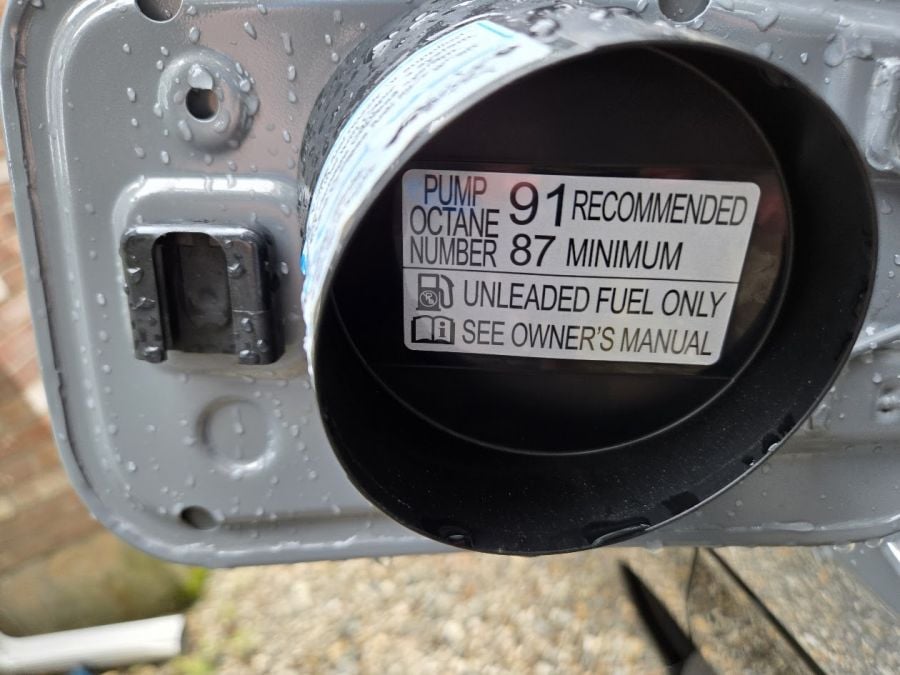 PUMP
OCTANE
NUMBER
91 RECOMMENDED
87 MINIMUM
UNLEADED FUEL ONLY
SEE OWNER'S MANUAL